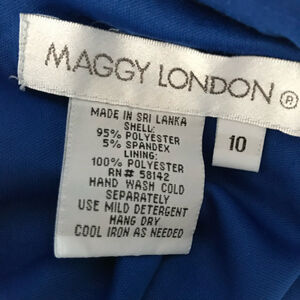 MAGGY LONDON ®
10
MADE IN SRI LANKA
SHELL:
95% POLYESTER
5% SPANDEX
LINING:
100% POLYESTER
RN# 58142
HAND WASH COLD
SEPARATELY
USE MILD DETERGENT
HANG DRY
COOL IRON AS NEEDED